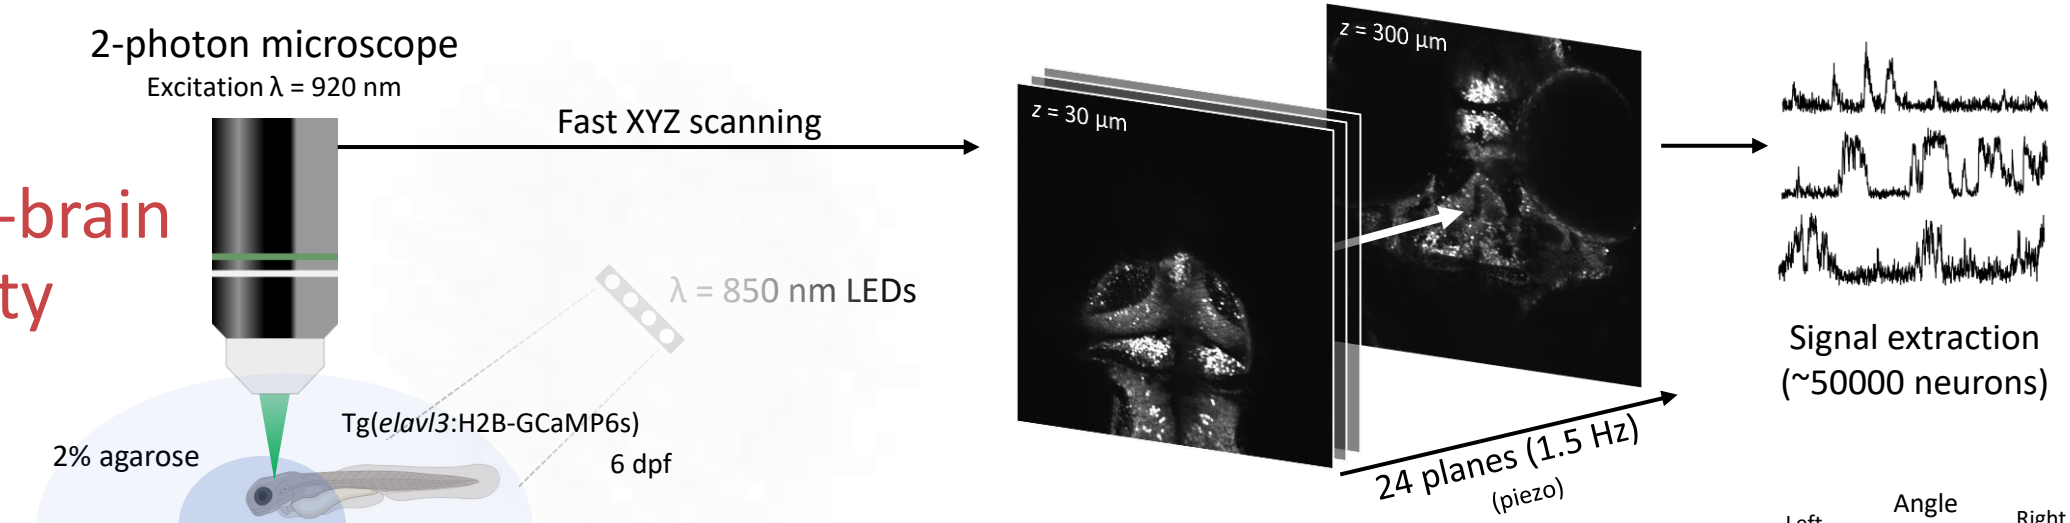 2-photon microscope
Excitation λ = 920 nm
-brain
ty
Fast XYZ scanning
λ = 850 nm LEDs
Tg(elavl3:H2B-GCaMP6s)
6 dpf
2% agarose
z = 30 µm
z = 300 µm
24 planes (1.5 Hz)
(piezo)
Signal extraction
(~50000 neurons)
Angle
Left
Right